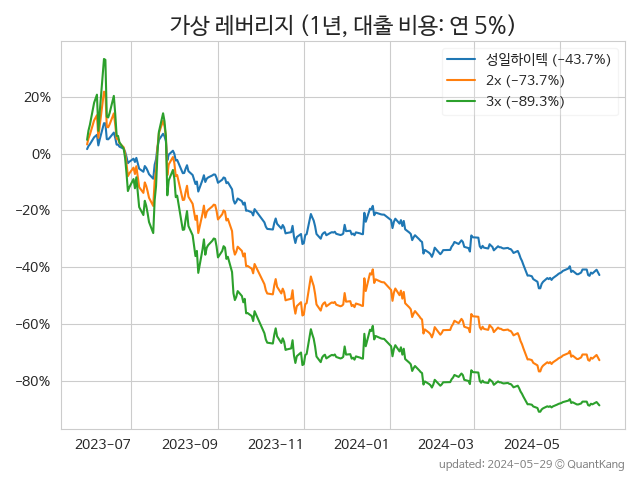 가상 레버리지 (1년, 대출 비용: 연 5%)
성일하이텍 (−43.7%)
2x (−73.7%)
3x (−89.3%)
20%
0%
−20%
−40%
−60%
−80%
2023-07 2023-09 2023-11 2024-01 2024-03 2024-05
updated: 2024-05-29 © QuantKang